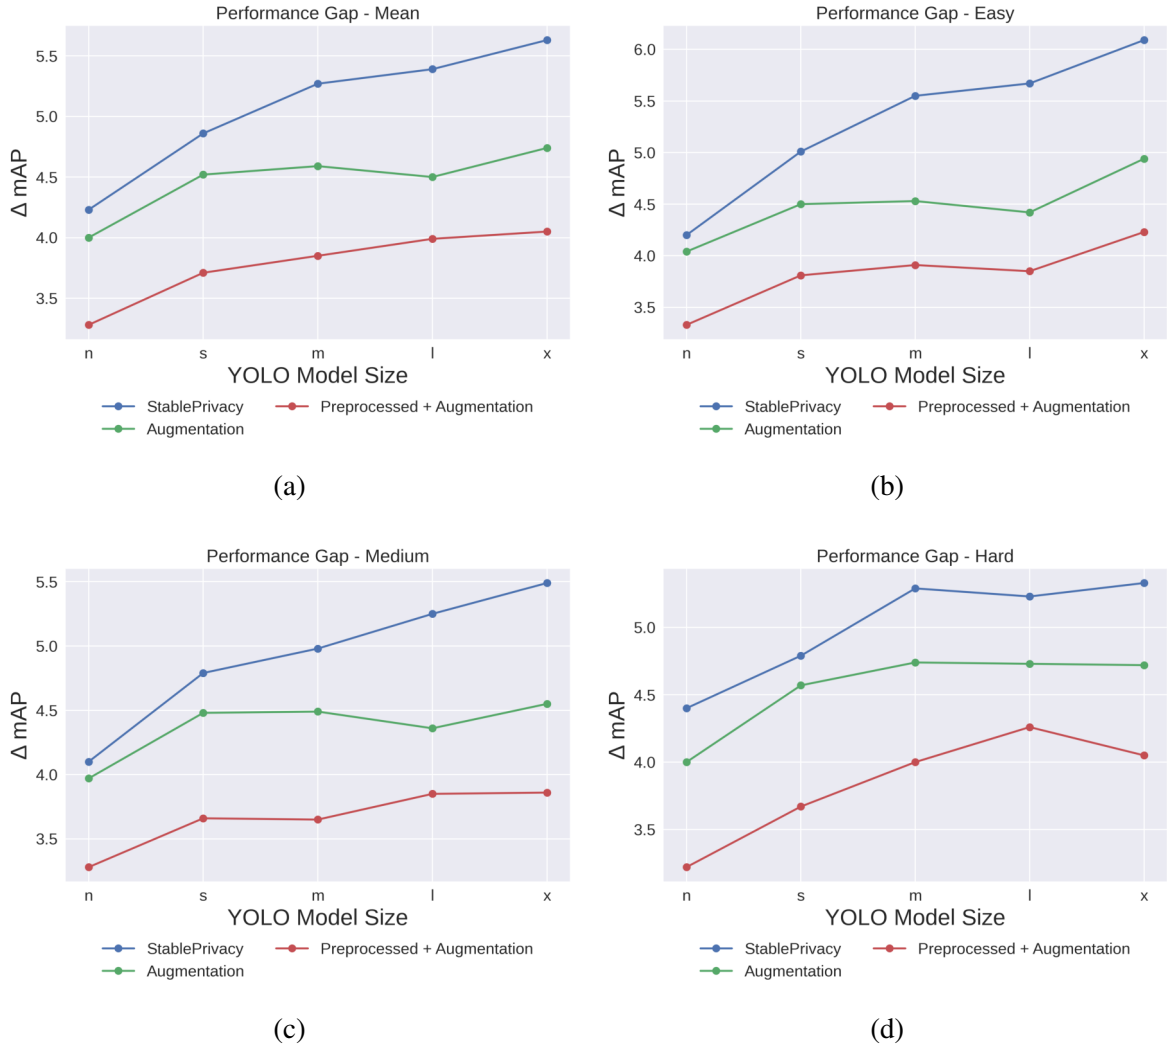 Performance Gap - Mean
5.5
5.0
4.5
4.0
3.5
Δ mAP
n s m l x
YOLO Model Size
StablePrivacy Preprocessed + Augmentation
Augmentation
(a)
Performance Gap - Easy
6.0
5.5
5.0
4.5
4.0
3.5
Δ mAP
n s m l x
YOLO Model Size
StablePrivacy Preprocessed + Augmentation
Augmentation
(b)
Performance Gap - Medium
5.5
5.0
4.5
4.0
3.5
Δ mAP
n s m l x
YOLO Model Size
StablePrivacy Preprocessed + Augmentation
Augmentation
(c)
Performance Gap - Hard
5.0
4.5
4.0
3.5
Δ mAP
n s m l x
YOLO Model Size
StablePrivacy Preprocessed + Augmentation
Augmentation
(d)